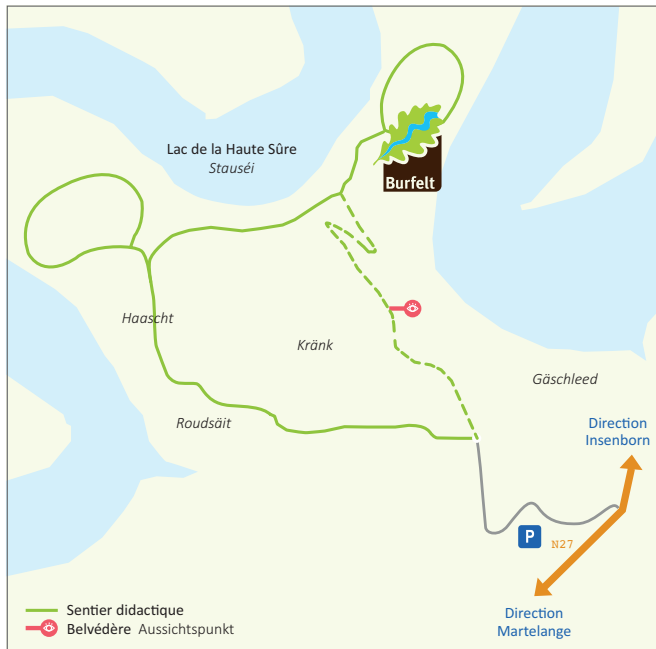 Lac de la Haute Sûre
Stauséi
Burfelt
Haascht
Kränk
Gäschleed
Roudsäit
Direction
Insenborn
P
N27
Sentier didactique
Belvédère Aussichtspunkt
Direction
Martelange